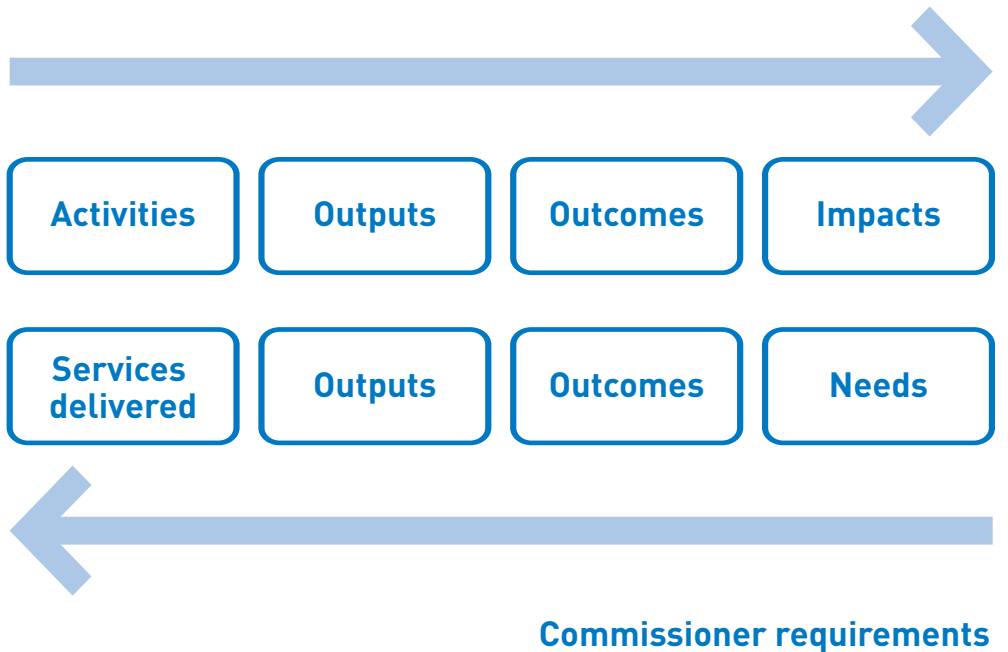 Activities
Outputs
Outcomes
Impacts
Services
delivered
Outputs
Outcomes
Needs
Commissioner requirements